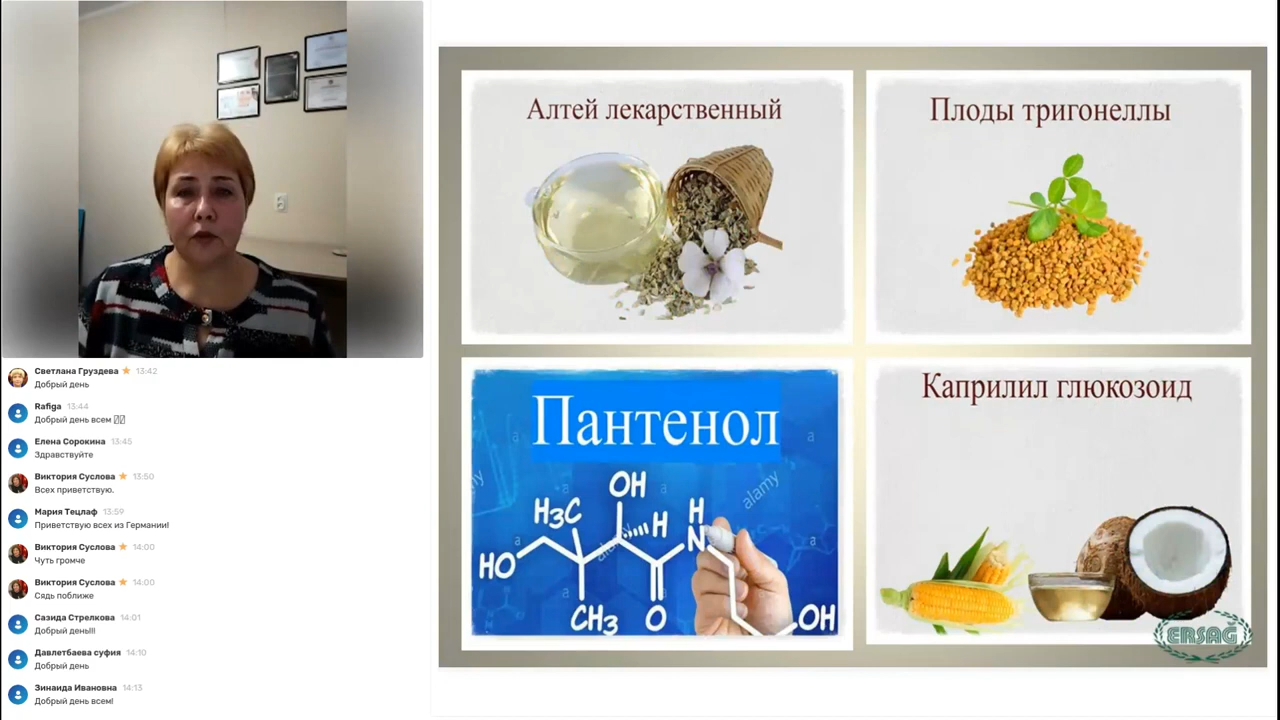 Светлана Груздева 13:42
Добрый день
Rafiga 13:44
Добрый день всем
Елена Сорокина 13:45
Здравствуйте
Виктория Суслова 13:50
Всех приветствую.
Мария Тецлаф 13:59
Приветствую всех из Германии!
Виктория Суслова 14:00
Чуть громче
Виктория Суслова 14:00
Сядь поближе
Сазида Стрелкова 14:01
Добрый день!!!
Давлетбаева суфия 14:10
Добрый день
Зинаида Ивановна 14:13
Добрый день всем!
Алтей лекарственный
Плоды тригонеллы
Пантенол
alamy
a
OH
H3C
H
H
N
HO
CH3
O
OH
Каприлил глюкозоид
ERSAĞ